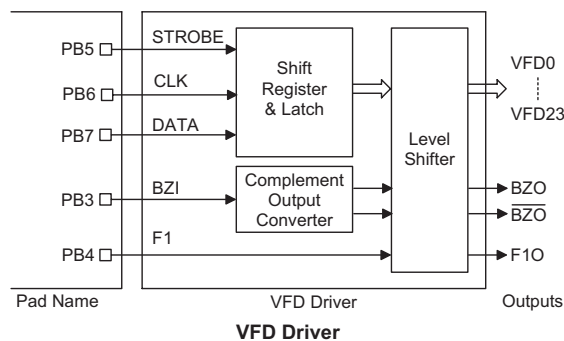 PB5
STROBE
PB6
CLK
PB7
DATA
Shift
Register
& Latch
VFD0
VFD23
Level
Shifter
PB3
BZI
Complement
Output
Converter
BZO
B̅Z̅O̅
PB4
F1
F1O
Pad Name
VFD Driver
Outputs
VFD Driver